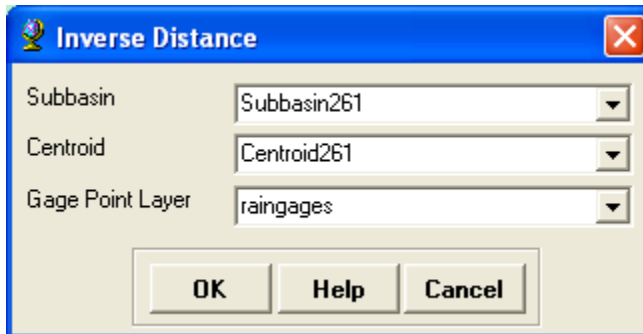 Inverse Distance
Subbasin Subbasin261
Centroid Centroid261
Gage Point Layer raingages
OK Help Cancel